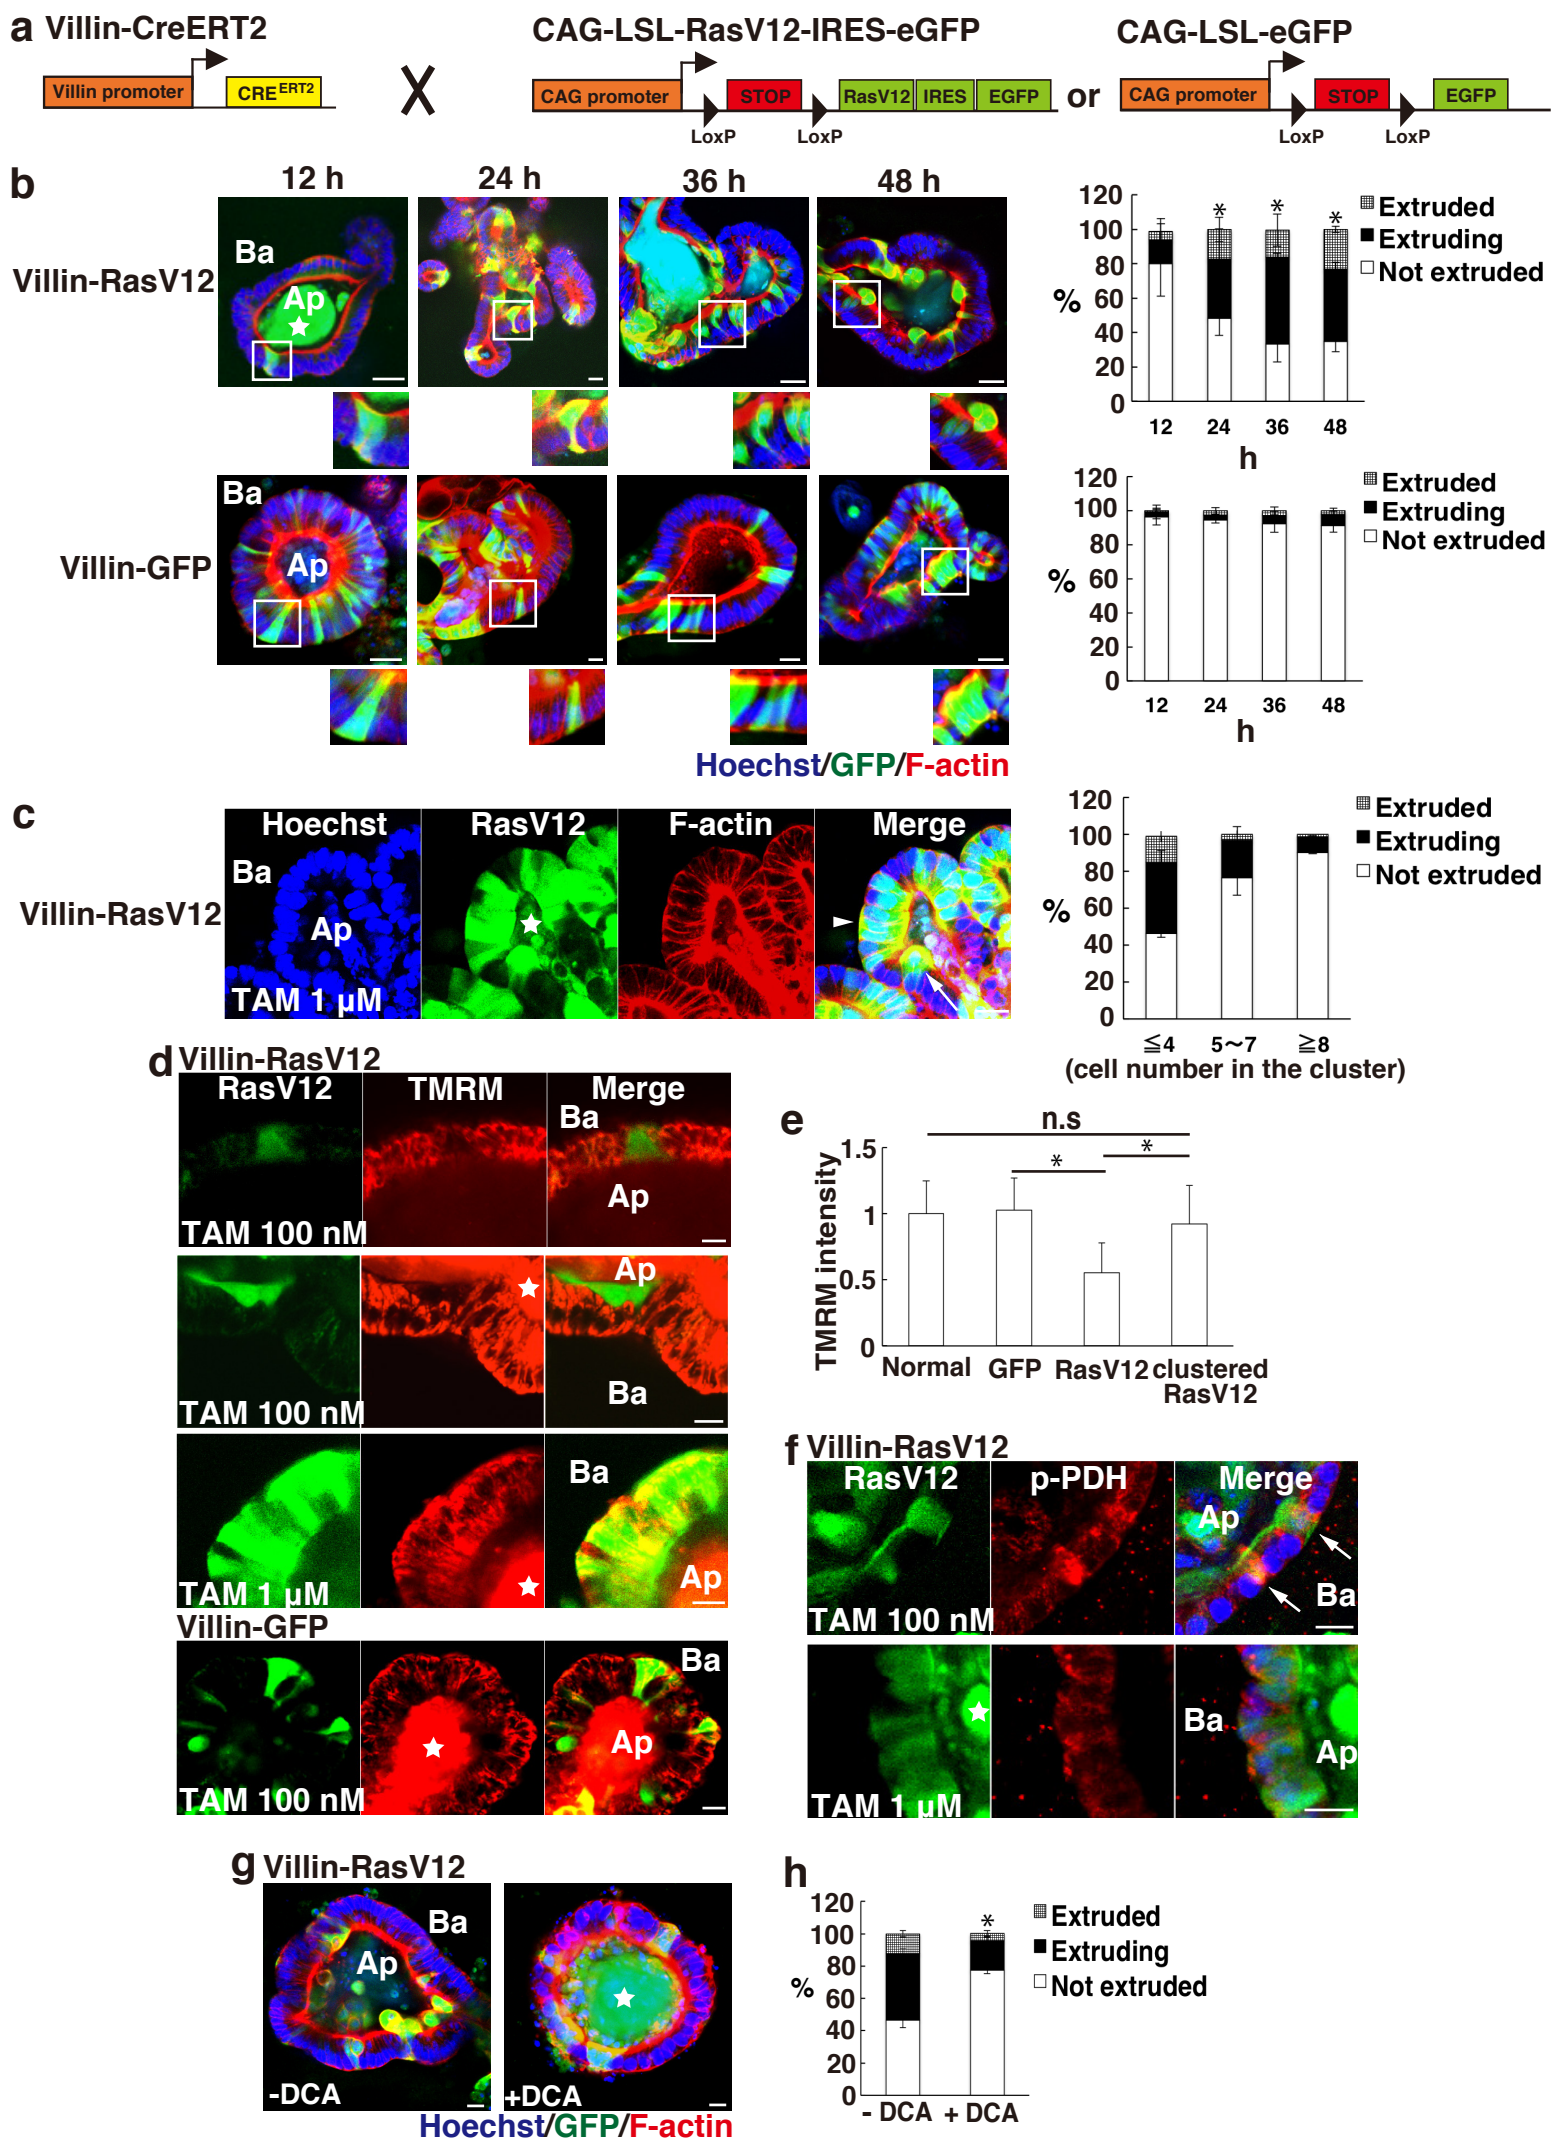 a Villin-CreERT2
CAG-LSL-RasV12-IRES-eGFP
CAG-LSL-eGFP
Villin promoter
CRE ERT2
X
CAG promoter
STOP
RasV12
IRES
EGFP
LoxP
LoxP
or
CAG promoter
STOP
EGFP
LoxP
LoxP
b
12 h
24 h
36 h
48 h
Villin-RasV12
Ba
Ap
Villin-GFP
Ba
Ap
Hoechst/GFP/F-actin
120
100
80
60
40
20
0
%
* * *
12 24 36 48
h
Extruded
Extruding
Not extruded
120
100
80
60
40
20
0
%
12 24 36 48
h
Extruded
Extruding
Not extruded
c
Villin-RasV12
Hoechst
RasV12
F-actin
Merge
Ba
Ap
TAM 1 µM
120
100
80
60
40
20
0
%
≦4 5~7 ≧8
(cell number in the cluster)
Extruded
Extruding
Not extruded
d Villin-RasV12
RasV12
TMRM
Merge
Ba
Ap
TAM 100 nM
Ap
Ba
TAM 100 nM
Ba
Ap
TAM 1 µM
Villin-GFP
Ba
Ap
TAM 100 nM
e
n.s
* *
TMRM intensity
1.5
1
0.5
0
Normal GFP RasV12 clustered
RasV12
f Villin-RasV12
RasV12
p-PDH
Merge
Ap
Ba
TAM 100 nM
Ba
Ap
TAM 1 µM
g Villin-RasV12
Ba
Ap
-DCA
+DCA
Hoechst/GFP/F-actin
h
120
100
80
60
40
20
0
%
*
- DCA + DCA
Extruded
Extruding
Not extruded